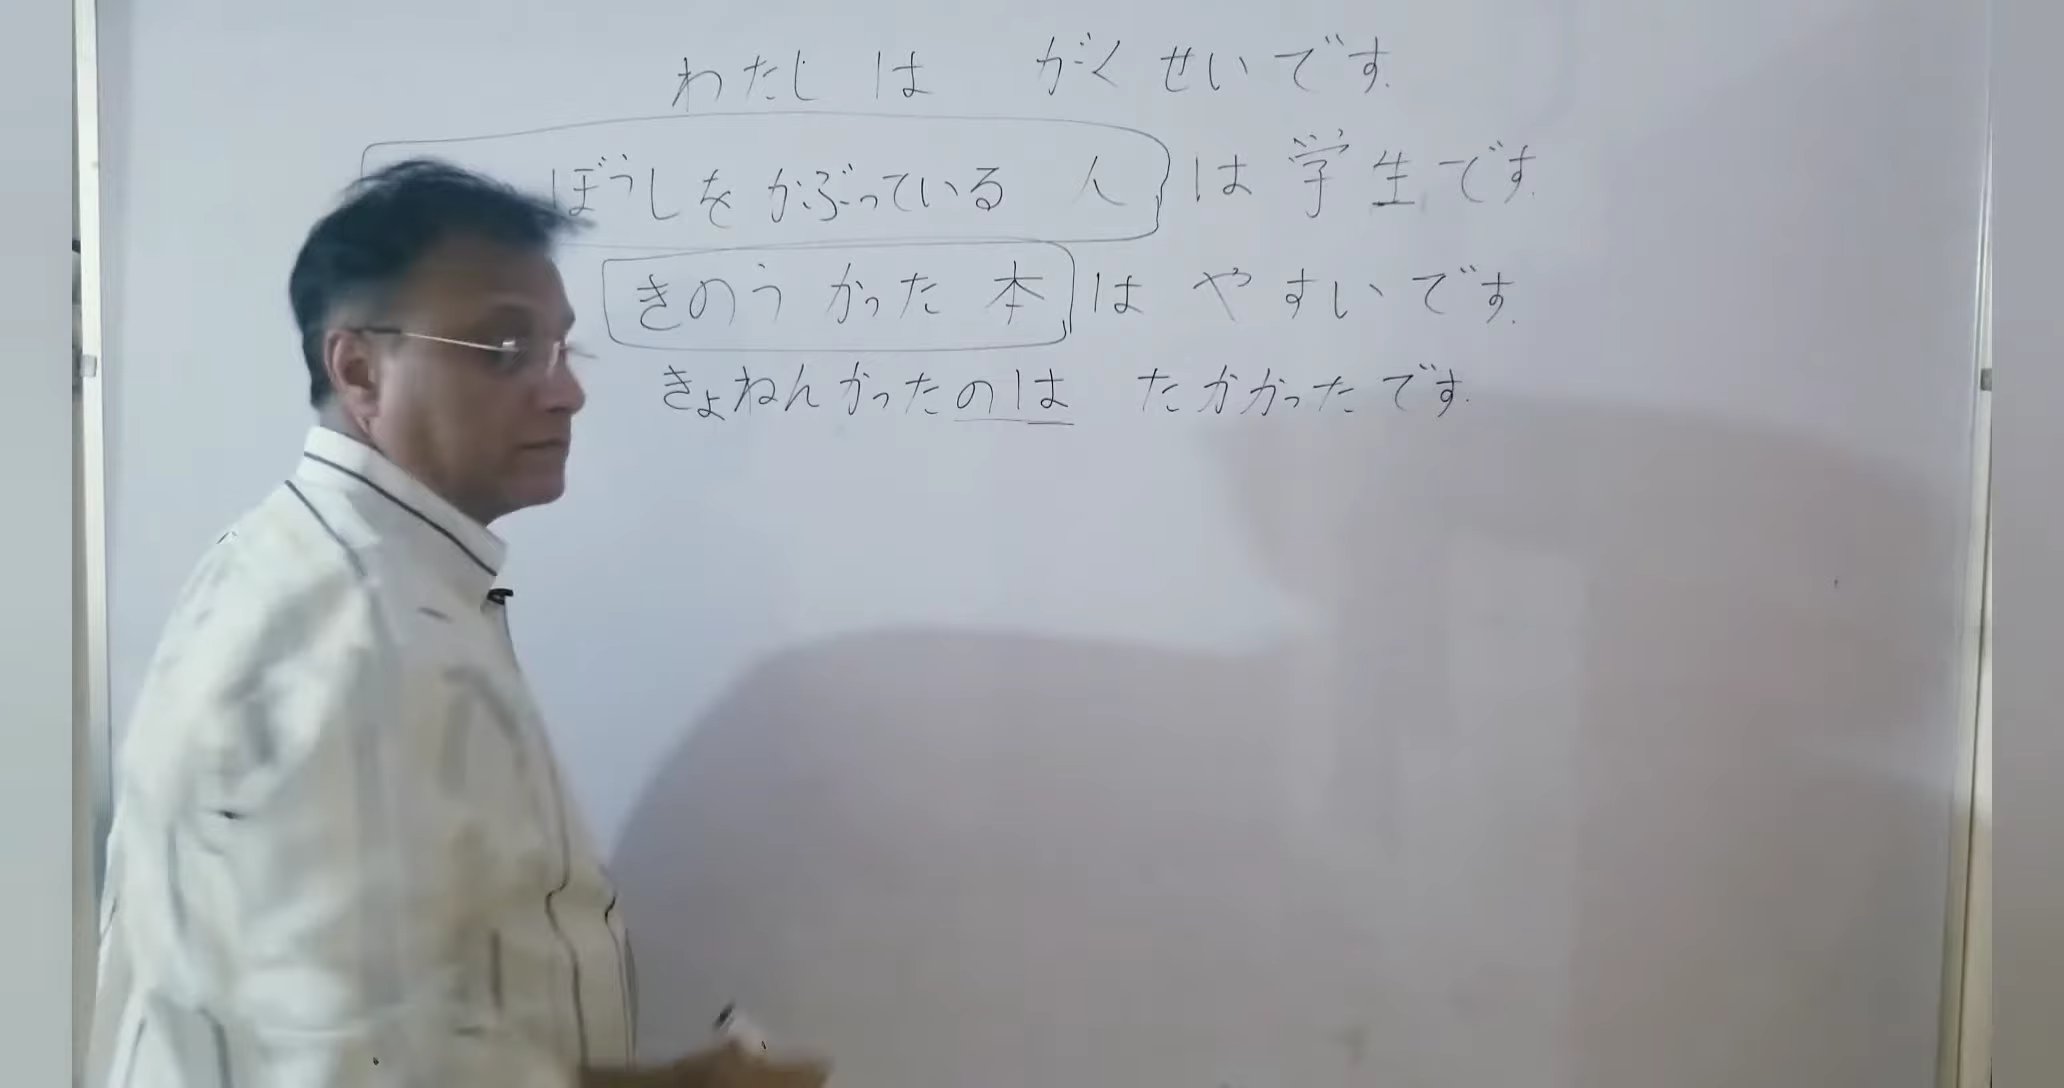 わたし は がくせいです.
ぼうしを かぶっている 人 は 学生です.
きのう かった 本 は やすいです.
きょねんかったのは たかかったです.